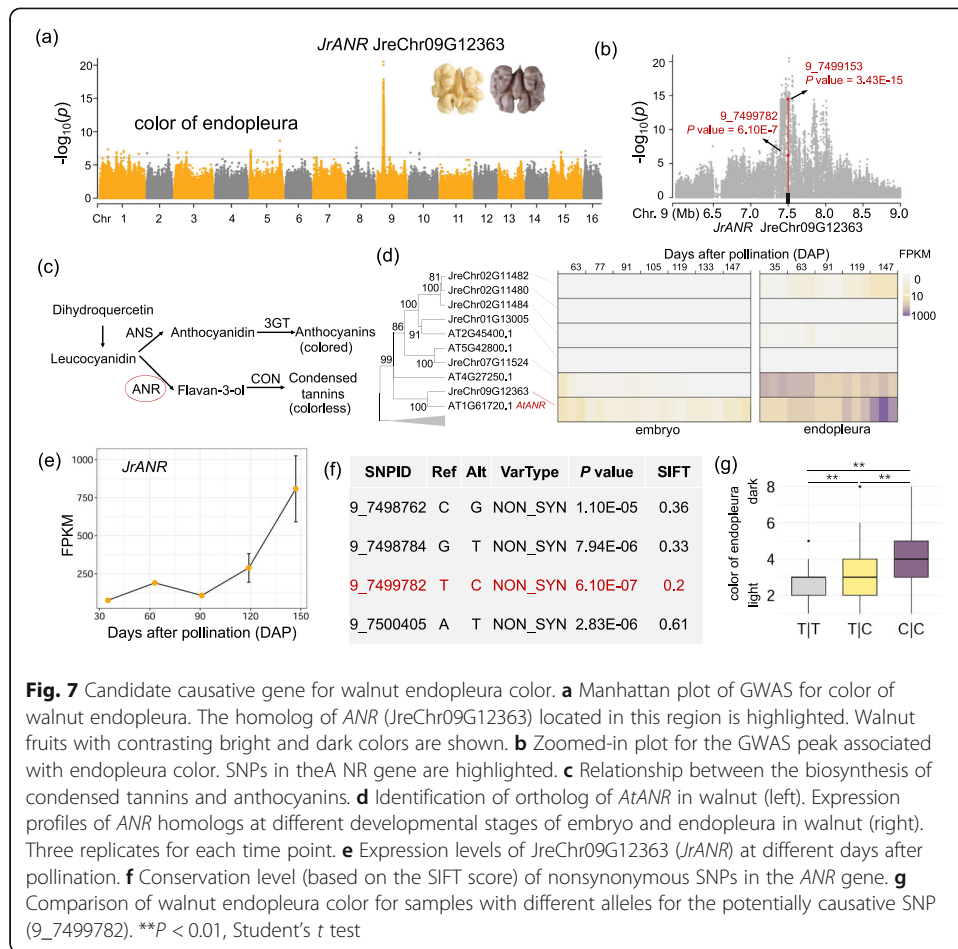 (a)
JrANR JreChr09G12363
-log10(p)
20
15
10
5
0
color of endopleura
Chr 1 2 3 4 5 6 7 8 9 10 11 12 13 14 15 16
(b)
-log10(p)
20
15
10
5
0
9_7499153
P value = 3.43E-15
9_7499782
P value = 6.10E-7
Chr. 9 (Mb) 6.5 7.0 7.5 8.0 8.5 9.0
JrANR JreChr09G12363
(c)
Dihydroquercetin
Leucocyanidin
ANS
Anthocyanidin
3GT
Anthocyanins
(colored)
ANR
Flavan-3-ol
CON
Condensed
tannins
(colorless)
(d)
Days after pollination (DAP)
FPKM
63 77 91 105 119 133 147
35 63 91 119 147
0
10
1000
81
100
100
86
91
99
100
100
JreChr02G11482
JreChr02G11480
JreChr02G11484
JreChr01G13005
AT2G45400.1
AT5G42800.1
JreChr07G11524
AT4G27250.1
JreChr09G12363
AT1G61720.1 AtANR
embryo
endopleura
(e)
JrANR
FPKM
1000
750
500
250
30 60 90 119 150
Days after pollination (DAP)
(f)
SNPID Ref Alt VarType P value SIFT
9_7498762 C G NON_SYN 1.10E-05 0.36
9_7498784 G T NON_SYN 7.94E-06 0.33
9_7499782 T C NON_SYN 6.10E-07 0.2
9_7500405 A T NON_SYN 2.83E-06 0.61
(g)
color of endopleura
light
dark
8
6
4
2
**
** **
T|T T|C C|C
Fig. 7 Candidate causative gene for walnut endopleura color. a Manhattan plot of GWAS for color of
walnut endopleura. The homolog of ANR (JreChr09G12363) located in this region is highlighted. Walnut
fruits with contrasting bright and dark colors are shown. b Zoomed-in plot for the GWAS peak associated
with endopleura color. SNPs in theA NR gene are highlighted. c Relationship between the biosynthesis of
condensed tannins and anthocyanins. d Identification of ortholog of AtANR in walnut (left). Expression
profiles of ANR homologs at different developmental stages of embryo and endopleura in walnut (right).
Three replicates for each time point. e Expression levels of JreChr09G12363 (JrANR) at different days after
pollination. f Conservation level (based on the SIFT score) of nonsynonymous SNPs in the ANR gene. g
Comparison of walnut endopleura color for samples with different alleles for the potentially causative SNP
(9_7499782). **P < 0.01, Student's t test